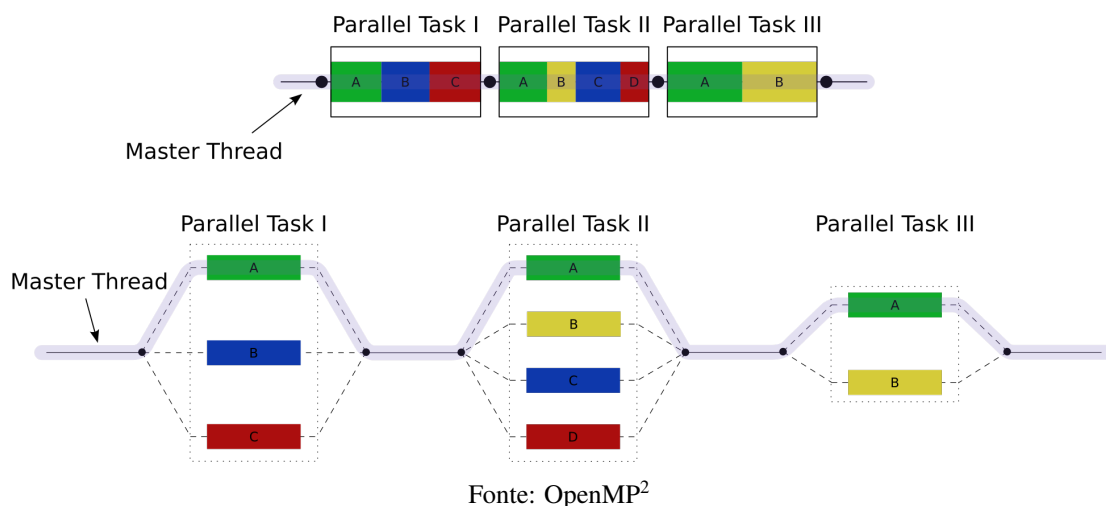 Parallel Task I Parallel Task II Parallel Task III
A B C A B C D A B
Master Thread
Parallel Task I Parallel Task II Parallel Task III
A A
Master Thread
A
B
B
C
B
C D
Fonte: OpenMP²